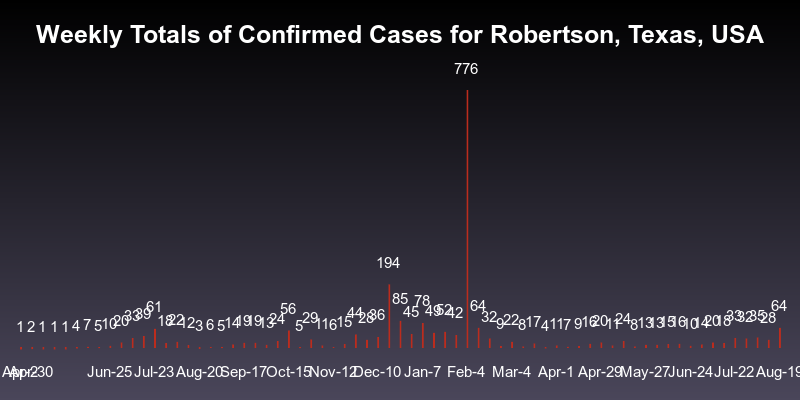 Weekly Totals of Confirmed Cases for Robertson, Texas, USA
776
194
85 78 64 64
61 56 45 49 52 42 44 36
1 2 1 1 1 4 7 5 10 20 33 39 18 22 12 3 6 5 14 19 19 13 24 5 29 15 28 32 9 22 8 17 4 9 16 20 11 24 8 13 13 15 16 10 14 20 18 33 32 35 28
Apr-30 Jun-25 Jul-23 Aug-20 Sep-17 Oct-15 Nov-12 Dec-10 Jan-7 Feb-4 Mar-4 Apr-1 Apr-29 May-27 Jun-24 Jul-22 Aug-19